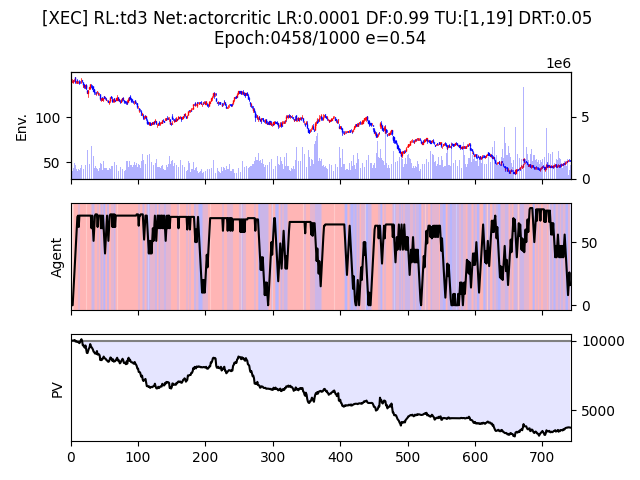 [XEC] RL:td3 Net:actorcritic LR:0.0001 DF:0.99 TU:[1,19] DRT:0.05
Epoch:0458/1000 e=0.54
1e6
Env.
100
50
5
0
Agent
50
0
PV
10000
5000
0 100 200 300 400 500 600 700